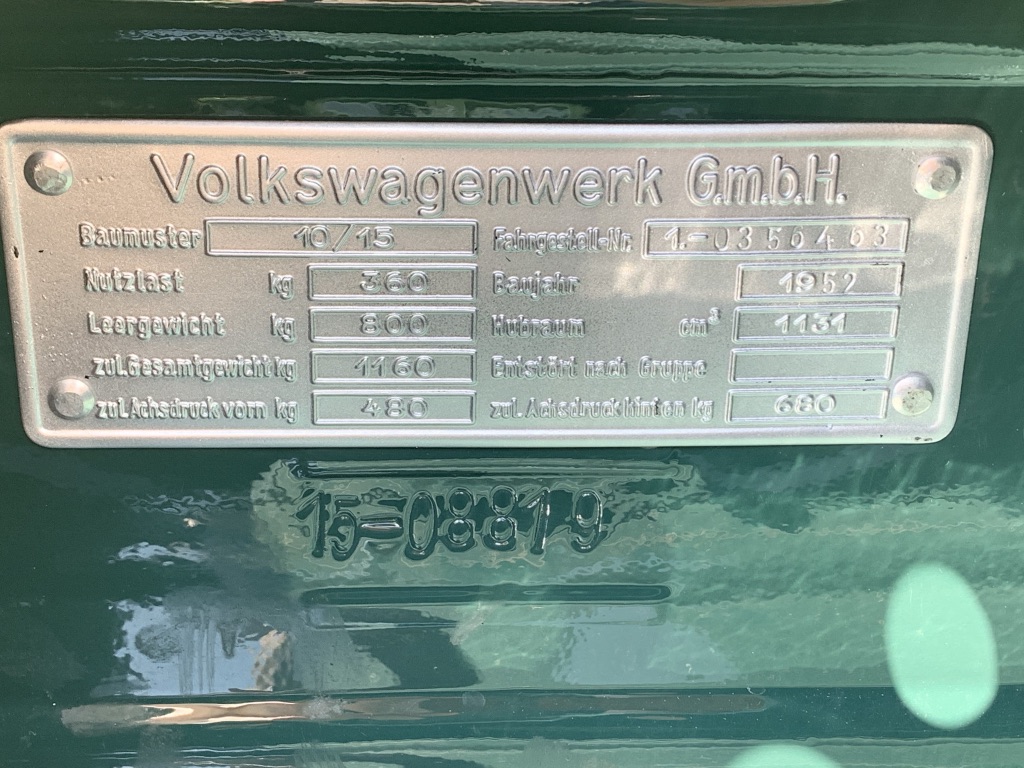 Volkswagenwerk G.m.b.H.
Baumuster 10/15 Fahrgestell-Nr. 1.-0356463
Nutzlast kg 360 Baujahr 1952
Leergewicht kg 800 Hubraum cm³ 1131
zul.Gesamtgewicht kg 1160 Entstört nach Gruppe
zul.Achsdruck vorn kg 480 zul.Achsdruck hinten kg 680
15-08819